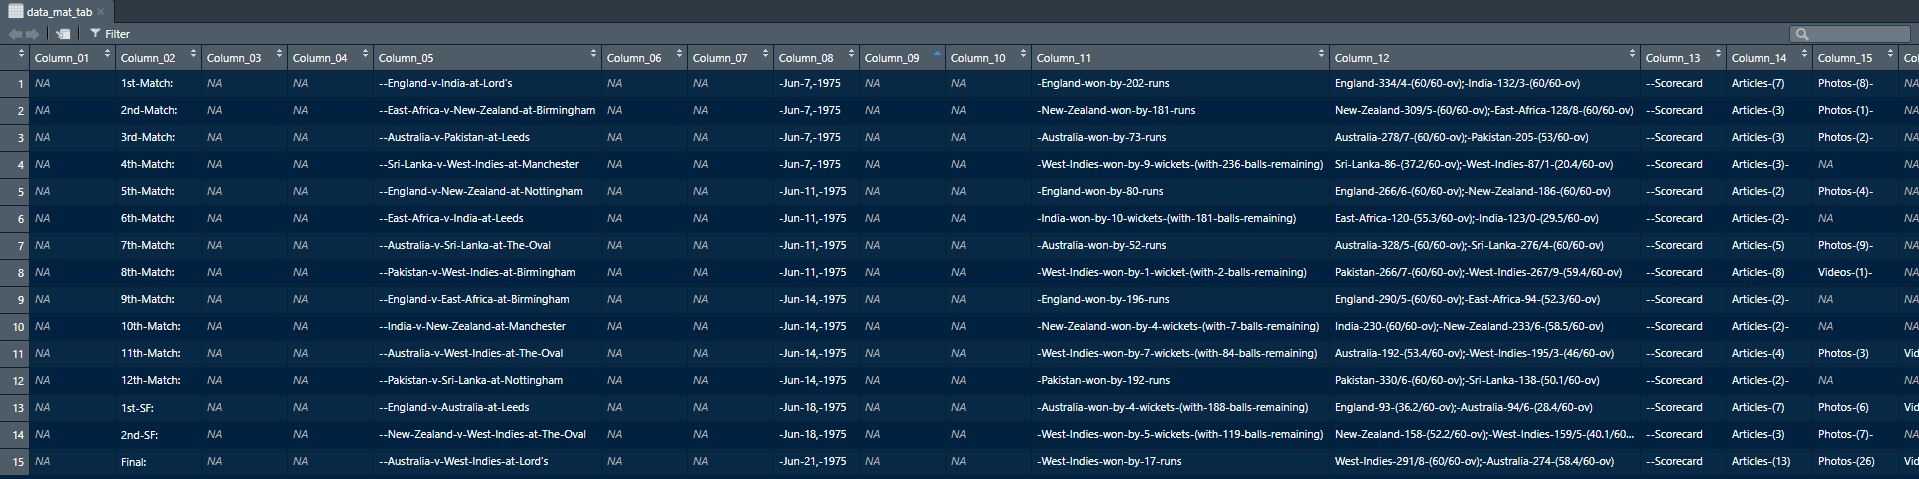 data_mat_tab ×
Filter
Column_01 Column_02 Column_03 Column_04 Column_05 Column_06 Column_07 Column_08 Column_09 Column_10 Column_11 Column_12 Column_13 Column_14 Column_15 Col
1 NA 1st-Match: NA NA --England-v-India-at-Lord's NA NA -Jun-7,-1975 NA NA -England-won-by-202-runs England-334/4-(60/60-ov);-India-132/3-(60/60-ov) --Scorecard Articles-(7) Photos-(8)- NA
2 NA 2nd-Match: NA NA --East-Africa-v-New-Zealand-at-Birmingham NA NA -Jun-7,-1975 NA NA -New-Zealand-won-by-181-runs New-Zealand-309/5-(60/60-ov);-East-Africa-128/8-(60/60-ov) --Scorecard Articles-(3) Photos-(1)- NA
3 NA 3rd-Match: NA NA --Australia-v-Pakistan-at-Leeds NA NA -Jun-7,-1975 NA NA -Australia-won-by-73-runs Australia-278/7-(60/60-ov);-Pakistan-205-(53/60-ov) --Scorecard Articles-(3) Photos-(2)- NA
4 NA 4th-Match: NA NA --Sri-Lanka-v-West-Indies-at-Manchester NA NA -Jun-7,-1975 NA NA -West-Indies-won-by-9-wickets-(with-236-balls-remaining) Sri-Lanka-86-(37.2/60-ov);-West-Indies-87/1-(20.4/60-ov) --Scorecard Articles-(3)- NA NA
5 NA 5th-Match: NA NA --England-v-New-Zealand-at-Nottingham NA NA -Jun-11,-1975 NA NA -England-won-by-80-runs England-266/6-(60/60-ov);-New-Zealand-186-(60/60-ov) --Scorecard Articles-(2) Photos-(4)- NA
6 NA 6th-Match: NA NA --East-Africa-v-India-at-Leeds NA NA -Jun-11,-1975 NA NA -India-won-by-10-wickets-(with-181-balls-remaining) East-Africa-120-(55.3/60-ov);-India-123/0-(29.5/60-ov) --Scorecard Articles-(2)- NA NA
7 NA 7th-Match: NA NA --Australia-v-Sri-Lanka-at-The-Oval NA NA -Jun-11,-1975 NA NA -Australia-won-by-52-runs Australia-328/5-(60/60-ov);-Sri-Lanka-276/4-(60/60-ov) --Scorecard Articles-(5) Photos-(9)- NA
8 NA 8th-Match: NA NA --Pakistan-v-West-Indies-at-Birmingham NA NA -Jun-11,-1975 NA NA -West-Indies-won-by-1-wicket-(with-2-balls-remaining) Pakistan-266/7-(60/60-ov);-West-Indies-267/9-(59.4/60-ov) --Scorecard Articles-(8) Videos-(1)- NA
9 NA 9th-Match: NA NA --England-v-East-Africa-at-Birmingham NA NA -Jun-14,-1975 NA NA -England-won-by-196-runs England-290/5-(60/60-ov);-East-Africa-94-(52.3/60-ov) --Scorecard Articles-(2)- NA NA
10 NA 10th-Match: NA NA --India-v-New-Zealand-at-Manchester NA NA -Jun-14,-1975 NA NA -New-Zealand-won-by-4-wickets-(with-7-balls-remaining) India-230-(60/60-ov);-New-Zealand-233/6-(58.5/60-ov) --Scorecard Articles-(2)- NA NA
11 NA 11th-Match: NA NA --Australia-v-West-Indies-at-The-Oval NA NA -Jun-14,-1975 NA NA -West-Indies-won-by-7-wickets-(with-84-balls-remaining) Australia-192-(53.4/60-ov);-West-Indies-195/3-(46/60-ov) --Scorecard Articles-(4) Photos-(3) Vid
12 NA 12th-Match: NA NA --Pakistan-v-Sri-Lanka-at-Nottingham NA NA -Jun-14,-1975 NA NA -Pakistan-won-by-192-runs Pakistan-330/6-(60/60-ov);-Sri-Lanka-138-(50.1/60-ov) --Scorecard Articles-(2)- NA NA
13 NA 1st-SF: NA NA --England-v-Australia-at-Leeds NA NA -Jun-18,-1975 NA NA -Australia-won-by-4-wickets-(with-188-balls-remaining) England-93-(36.2/60-ov);-Australia-94/6-(28.4/60-ov) --Scorecard Articles-(7) Photos-(6) Vid
14 NA 2nd-SF: NA NA --New-Zealand-v-West-Indies-at-The-Oval NA NA -Jun-18,-1975 NA NA -West-Indies-won-by-5-wickets-(with-119-balls-remaining) New-Zealand-158-(52.2/60-ov);-West-Indies-159/5-(40.1/60... --Scorecard Articles-(3) Photos-(7)- NA
15 NA Final: NA NA --Australia-v-West-Indies-at-Lord's NA NA -Jun-21,-1975 NA NA -West-Indies-won-by-17-runs West-Indies-291/8-(60/60-ov);-Australia-274-(58.4/60-ov) --Scorecard Articles-(13) Photos-(26) Vid